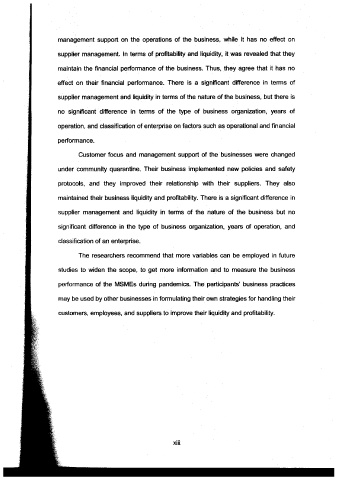 management support on the operations of the business, while it has no effect on
supplier management. In terms of profitability and liquidity, it was revealed that they
maintain the financial performance of the business. Thus, they agree that it has no
effect on their financial performance. There is a significant difference in terms of
supplier management and liquidity in terms of the nature of the business, but there is
no significant difference in terms of the type of business organization, years of
operation, and classification of enterprise on factors such as operational and financial
performance.
Customer focus and management support of the businesses were changed
under community quarantine. Their business implemented new policies and safety
protocols, and they improved their relationship with their suppliers. They also
maintained their business liquidity and profitability. There is a significant difference in
supplier management and liquidity in terms of the nature of the business but no
significant difference in the type of business organization, years of operation, and
classification of an enterprise.
The researchers recommend that more variables can be employed in future
studies to widen the scope, to get more information and to measure the business
performance of the MSMEs during pandemics. The participants' business practices
may be used by other businesses in formulating their own strategies for handling their
customers, employees, and suppliers to improve their liquidity and profitability.
xiii